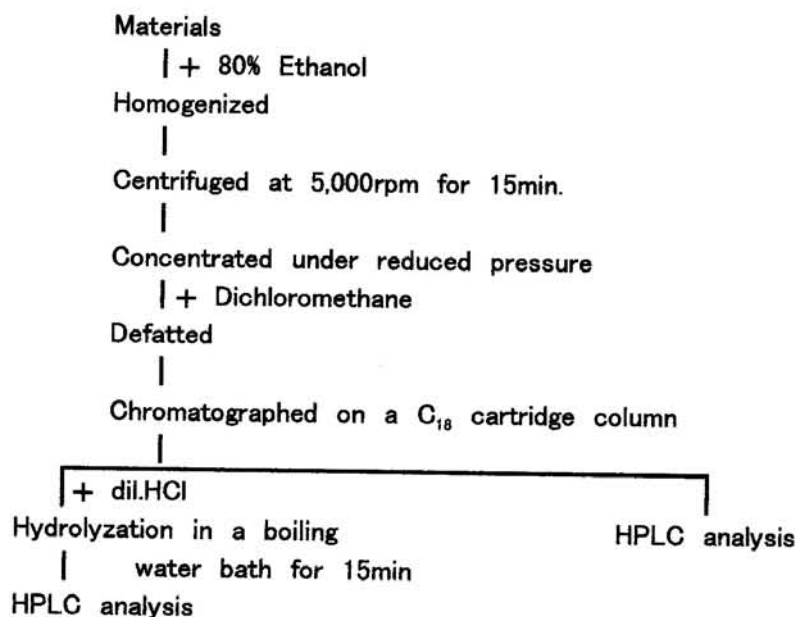 Materials
+ 80% Ethanol
Homogenized
Centrifuged at 5,000rpm for 15min.
Concentrated under reduced pressure
+ Dichloromethane
Defatted
Chromatographed on a C₁₈ cartridge column
+ dil.HCl
Hydrolyzation in a boiling
water bath for 15min
HPLC analysis
HPLC analysis